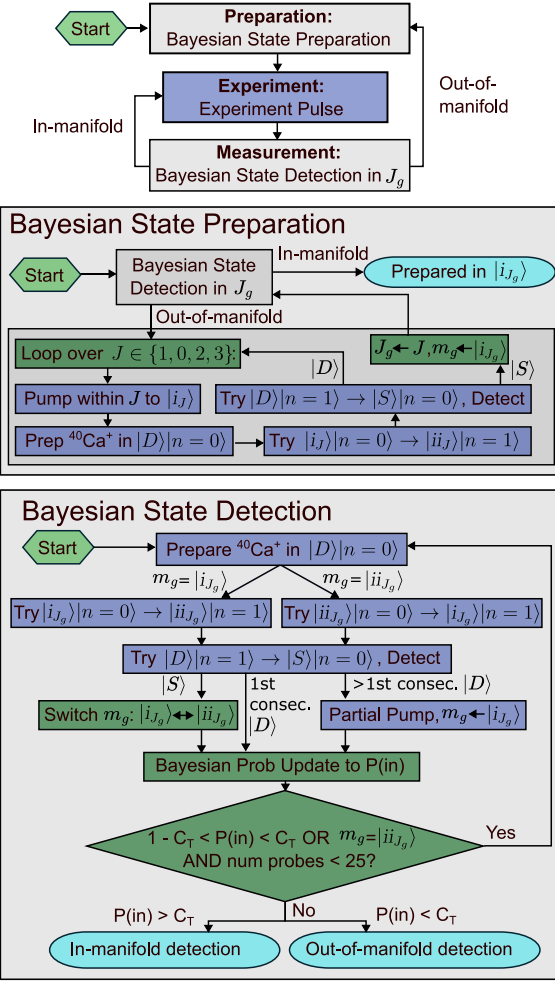 Start
Preparation:
Bayesian State Preparation
Experiment:
Experiment Pulse
In-manifold
Out-of-
manifold
Measurement:
Bayesian State Detection in J_g
Bayesian State Preparation
Start
Bayesian State
Detection in J_g
In-manifold
Prepared in |i_{J_g}⟩
Out-of-manifold
Loop over J ∈ {1, 0, 2, 3}:
|D⟩
J_g ← J, m_g ← |i_{J_g}⟩
|S⟩
Pump within J to |i_J⟩
Try |D⟩|n = 1⟩ → |S⟩|n = 0⟩, Detect
Prep ⁴⁰Ca⁺ in |D⟩|n = 0⟩
Try |i_J⟩|n = 0⟩ → |ii_J⟩|n = 1⟩
Bayesian State Detection
Start
Prepare ⁴⁰Ca⁺ in |D⟩|n = 0⟩
m_g = |i_{J_g}⟩
m_g = |ii_{J_g}⟩
Try |i_{J_g}⟩|n = 0⟩ → |ii_{J_g}⟩|n = 1⟩
Try |ii_{J_g}⟩|n = 0⟩ → |i_{J_g}⟩|n = 1⟩
Try |D⟩|n = 1⟩ → |S⟩|n = 0⟩, Detect
|S⟩
1st
consec.
|D⟩
>1st consec. |D⟩
Switch m_g: |i_{J_g}⟩ ↔ |ii_{J_g}⟩
Partial Pump, m_g ← |i_{J_g}⟩
Bayesian Prob Update to P(in)
1 - C_T < P(in) < C_T OR m_g = |ii_{J_g}⟩
AND num probes < 25?
Yes
No
P(in) > C_T
P(in) < C_T
In-manifold detection
Out-of-manifold detection